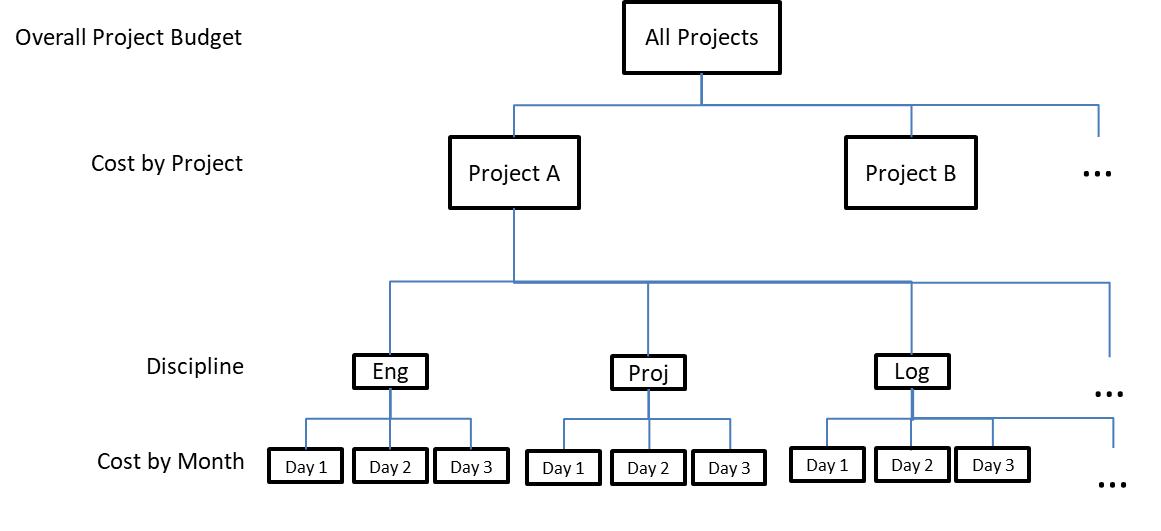 Overall Project Budget
All Projects
Cost by Project
Project A
Project B
...
Discipline
Eng
Proj
Log
...
Cost by Month
Day 1
Day 2
Day 3
Day 1
Day 2
Day 3
Day 1
Day 2
Day 3
...